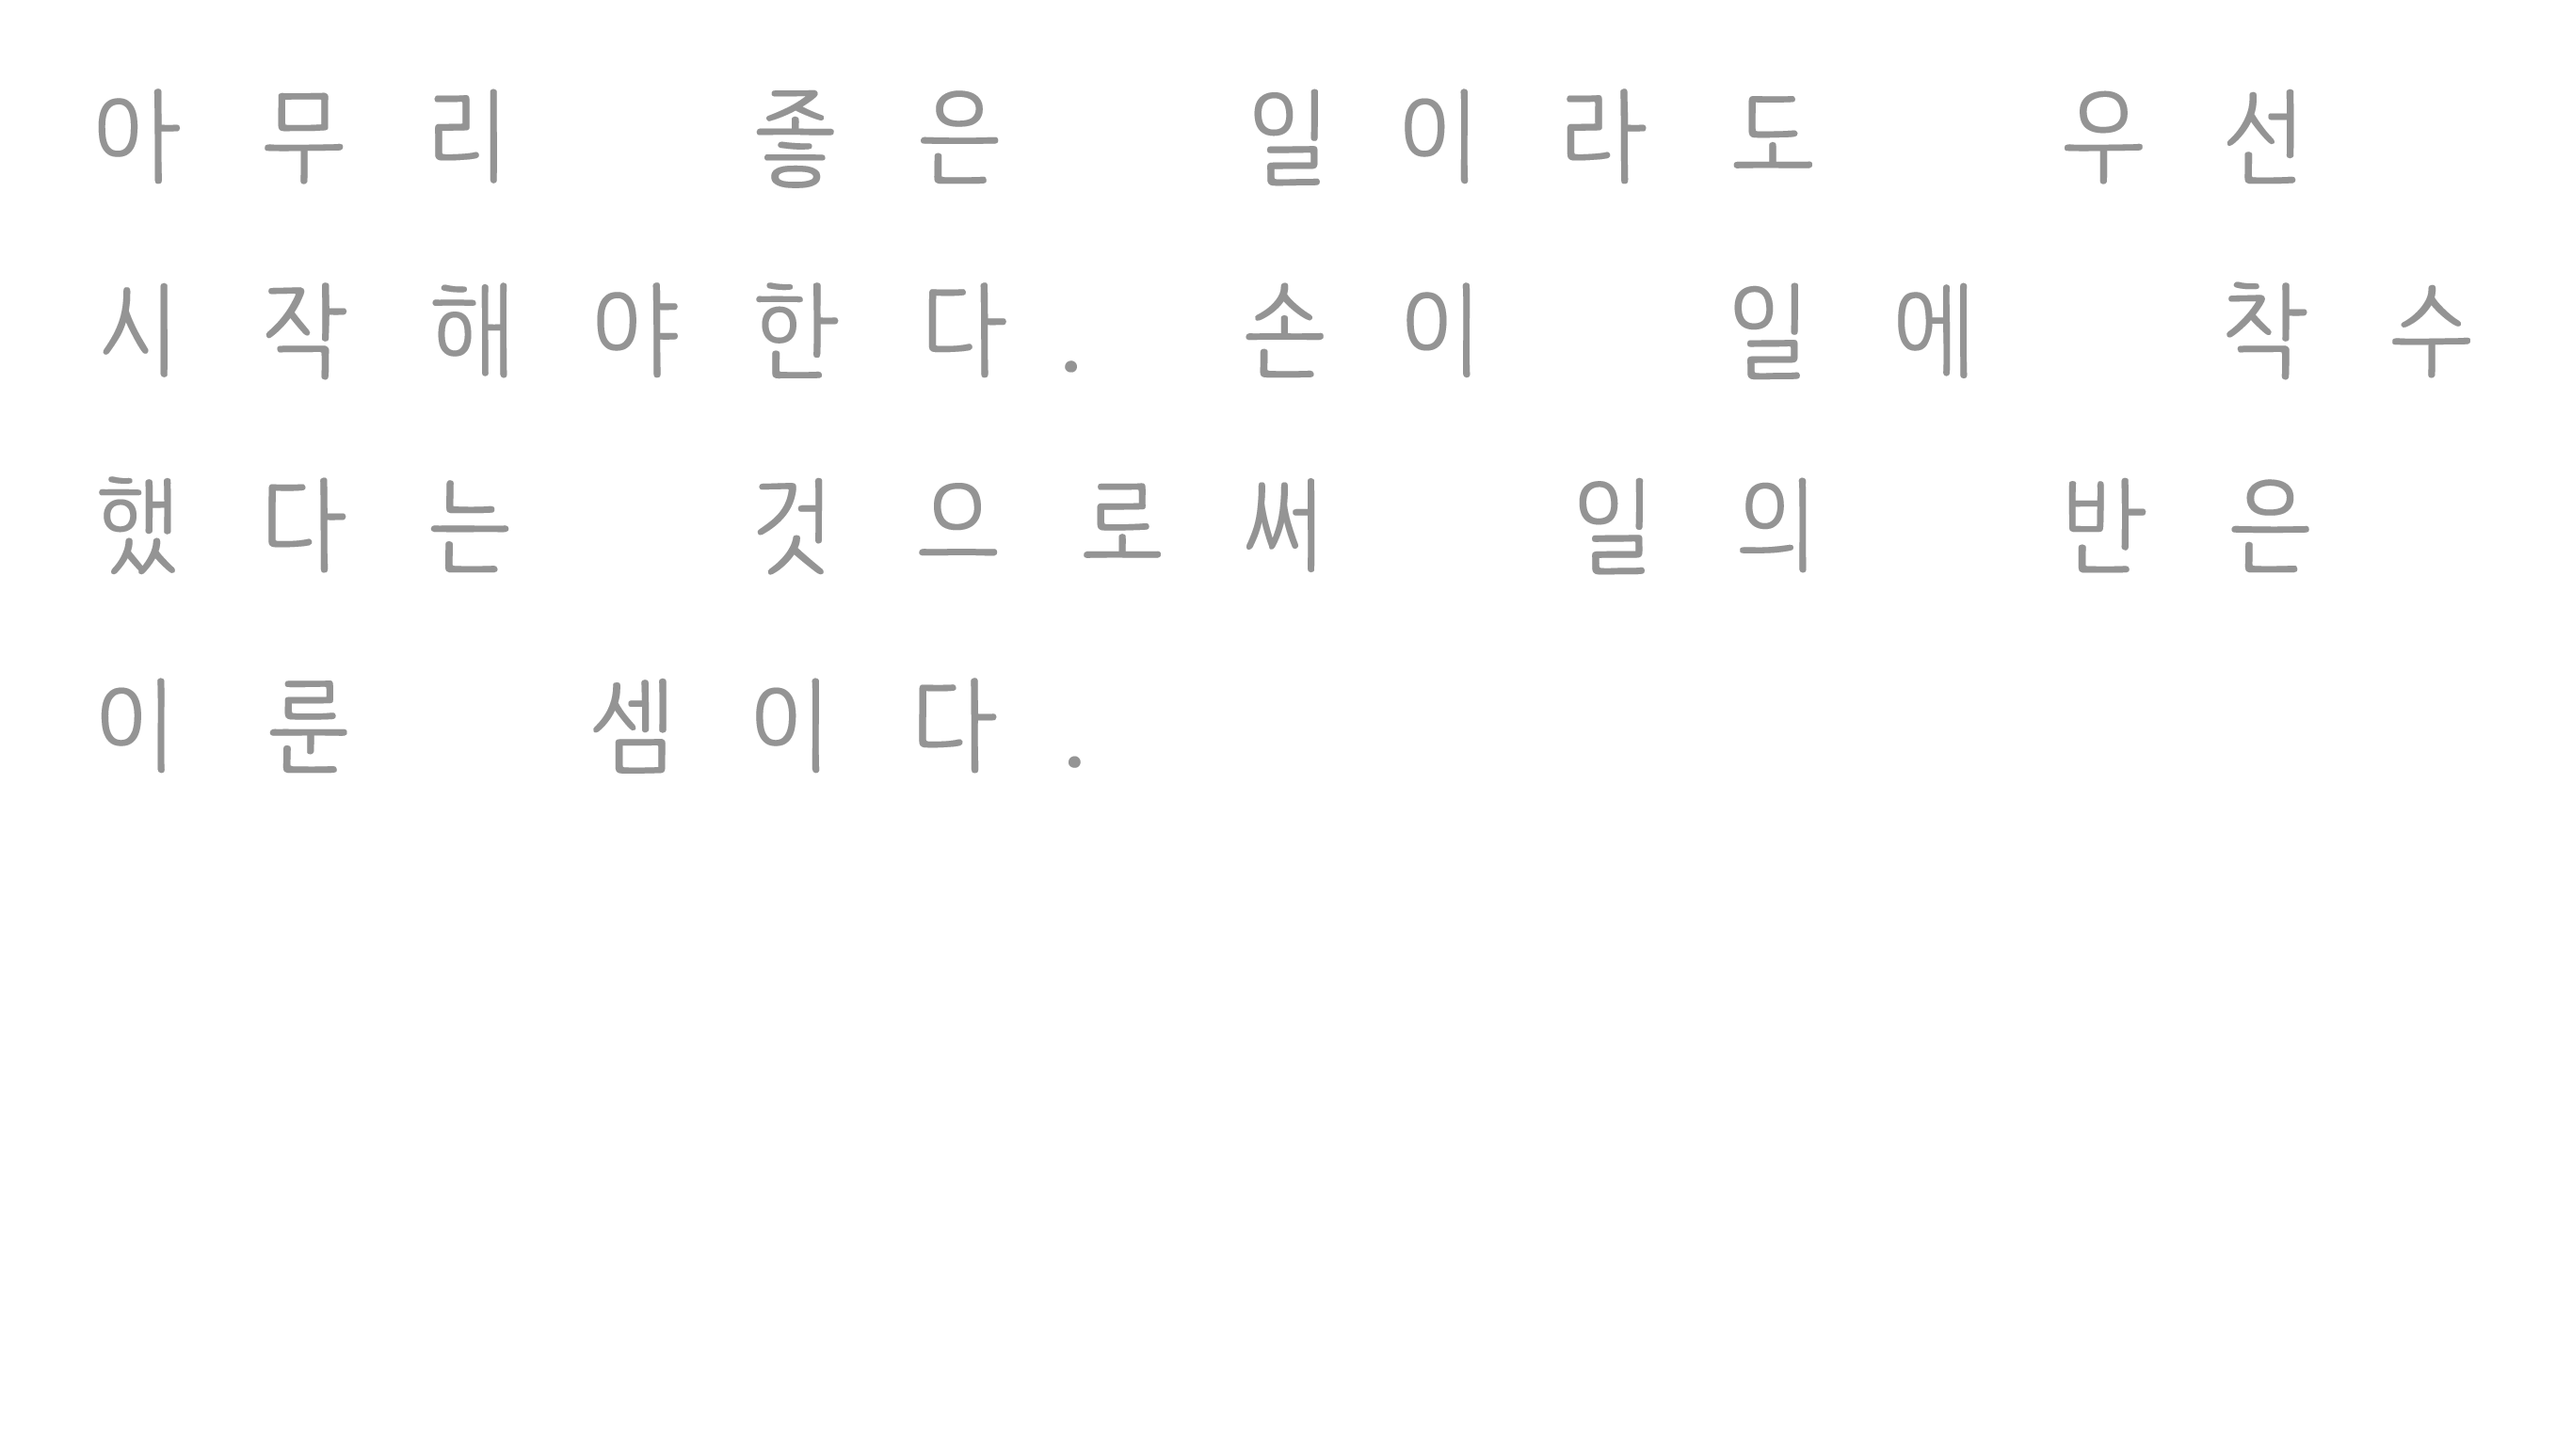 아무리 좋은 일이라도 우선
시작해야한다. 손이 일에 착수
했다는 것으로써 일의 반은
이룬 셈이다.